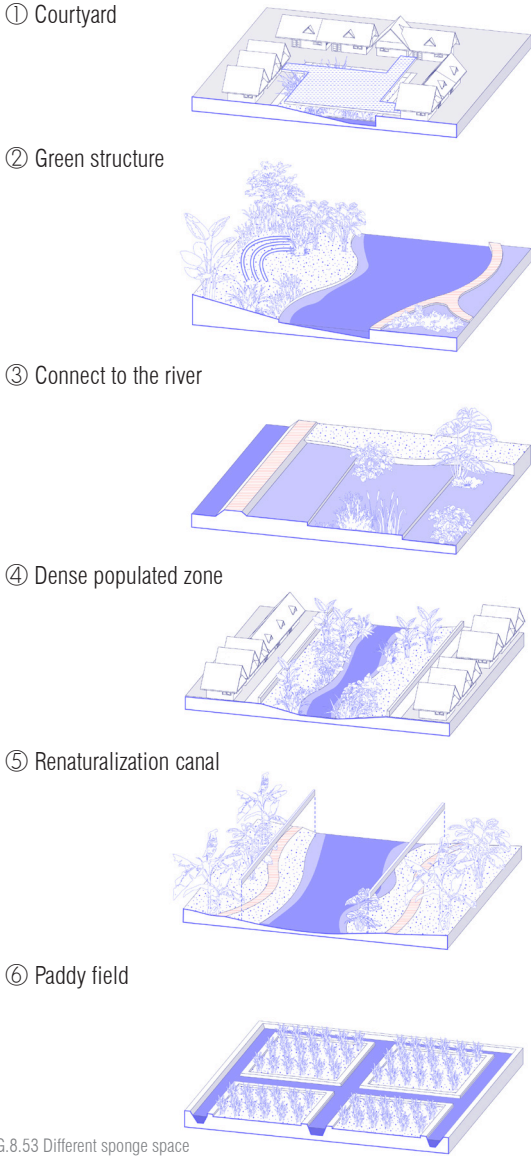 ① Courtyard
② Green structure
③ Connect to the river
④ Dense populated zone
⑤ Renaturalization canal
⑥ Paddy field
G.8.53 Different sponge space